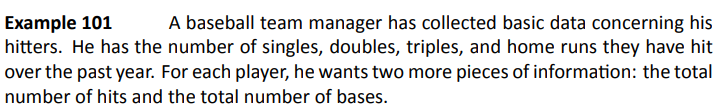 Example 101 A baseball team manager has collected basic data concerning his
hitters. He has the number of singles, doubles, triples, and home runs they have hit
over the past year. For each player, he wants two more pieces of information: the total
number of hits and the total number of bases.